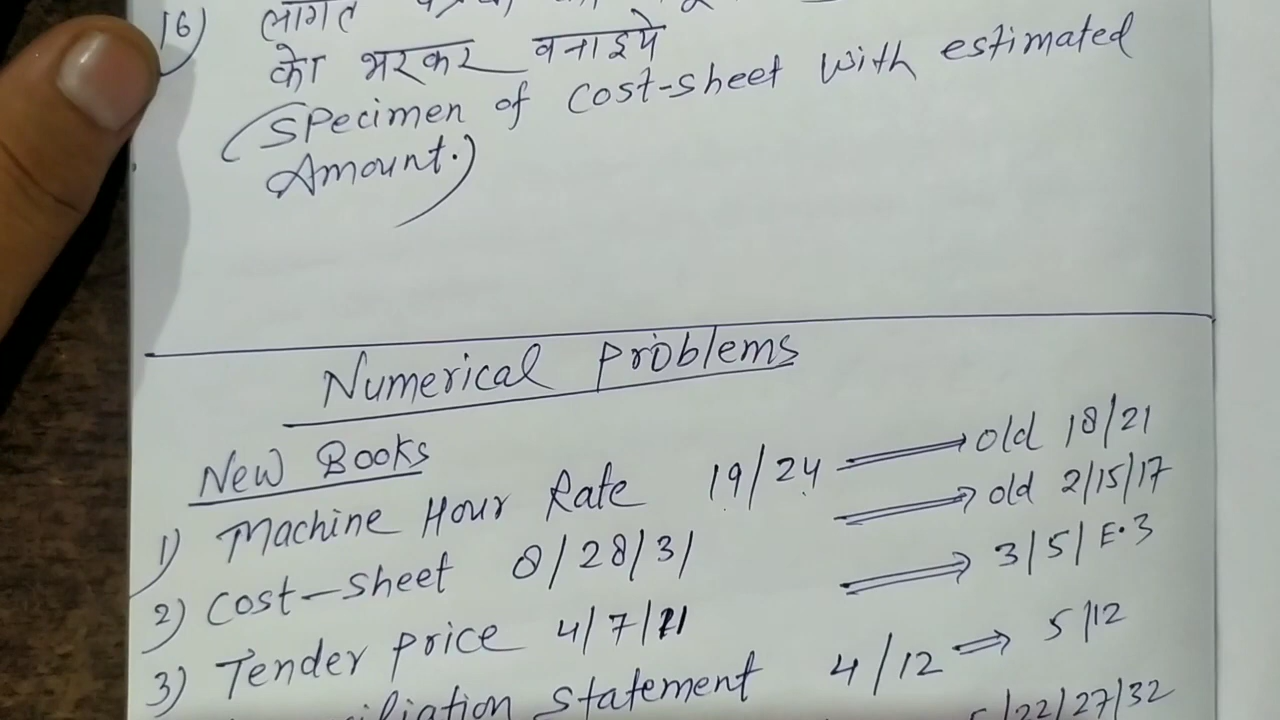 16) लागत
को भरकर बनाइये
(Specimen of cost-sheet with estimated
Amount.)
Numerical Problems
New Books
1) Machine Hour Rate 19/24 ⟹ old 18/21
2) Cost-sheet 8/28/31 ⟹ old 2/15/17
3) Tender price 4/7/11 ⟹ 3/5/E.3
statement 4/12 ⟹ 5/12
/22/27/32